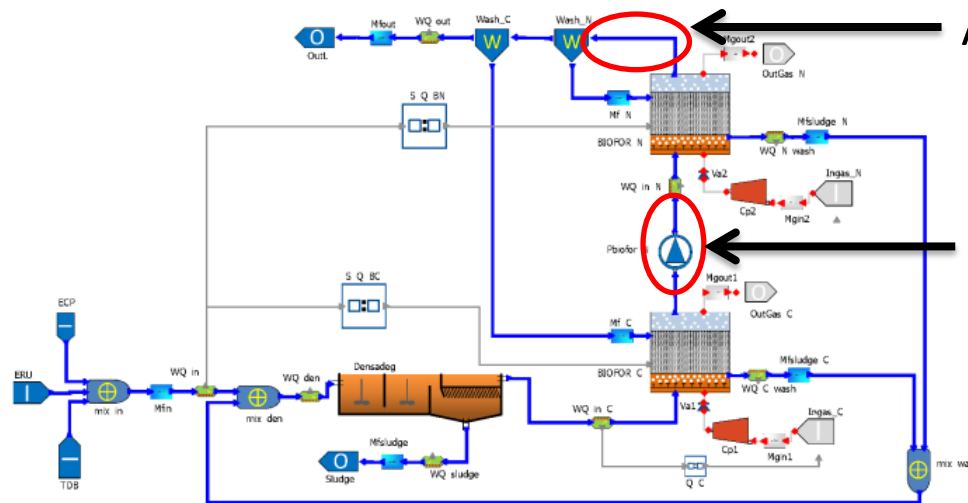 Wash_C
Wash_N
WQ out
Mfout
OutL
W
W
Mgout2
O
OutGas N
S Q BN
Mf N
Mfsludge N
BIOFOR N
WQ N wash
WQ in N
Va2
Ingas_N
Cp2
Mgin2
Pbiofor
S Q BC
Mgout1
O
OutGas C
ECP
Mf C
Densadeg
ERU
WQ in
WQ den
BIOFOR C
Mfsludge C
WQ C wash
mix in
Mfin
mix den
WQ in C
Va1
Ingas_C
Cp1
Mgin1
Mfsludge
O
Sludge
WQ sludge
TDB
Q C
mix wa